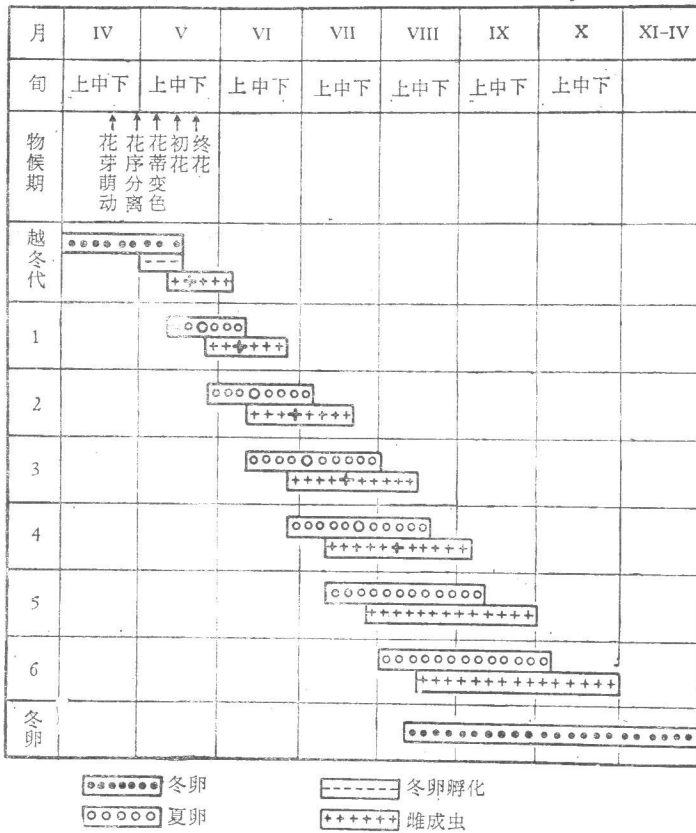 月 IV V VI VII VIII IX X XI-IV
旬 上中下 上中下 上中下 上中下 上中下 上中下 上中下
物候期
花芽萌动
花序分离
花蒂变色
初花
终花
越冬代
1
2
3
4
5
6
冬卵
冬卵 冬卵孵化
夏卵 雌成虫